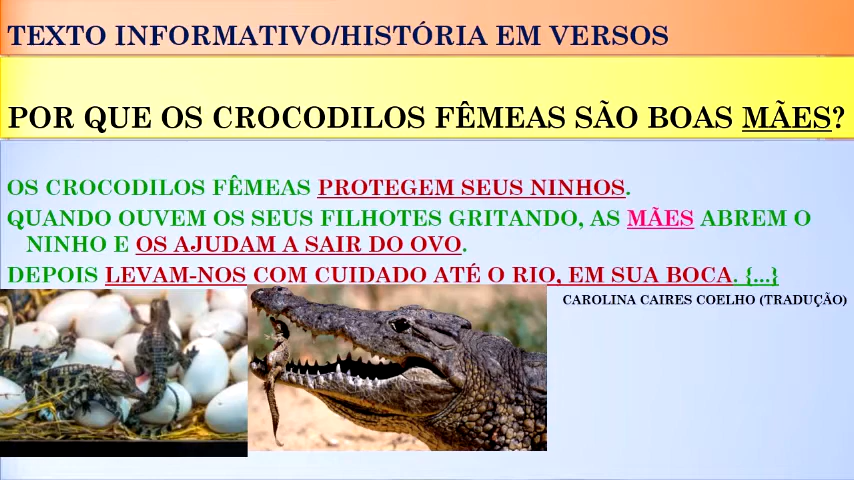 TEXTO INFORMATIVO/HISTÓRIA EM VERSOS
POR QUE OS CROCODILOS FÊMEAS SÃO BOAS MÃES?
OS CROCODILOS FÊMEAS PROTEGEM SEUS NINHOS.
QUANDO OUVEM OS SEUS FILHOTES GRITANDO, AS MÃES ABREM O
NINHO E OS AJUDAM A SAIR DO OVO.
DEPOIS LEVAM-NOS COM CUIDADO ATÉ O RIO, EM SUA BOCA. {...}
CAROLINA CAIRES COELHO (TRADUÇÃO)